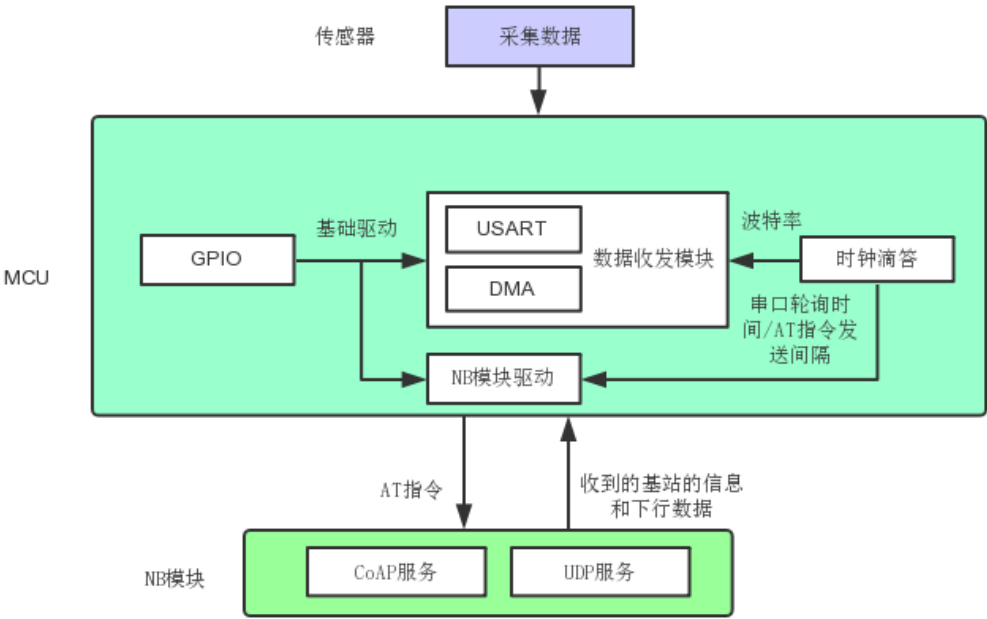 传感器
采集数据
MCU
GPIO
基础驱动
USART
DMA
数据收发模块
波特率
时钟滴答
串口轮询时
间/AT指令发
送间隔
NB模块驱动
AT指令
收到的基站的信息
和下行数据
NB模块
CoAP服务
UDP服务